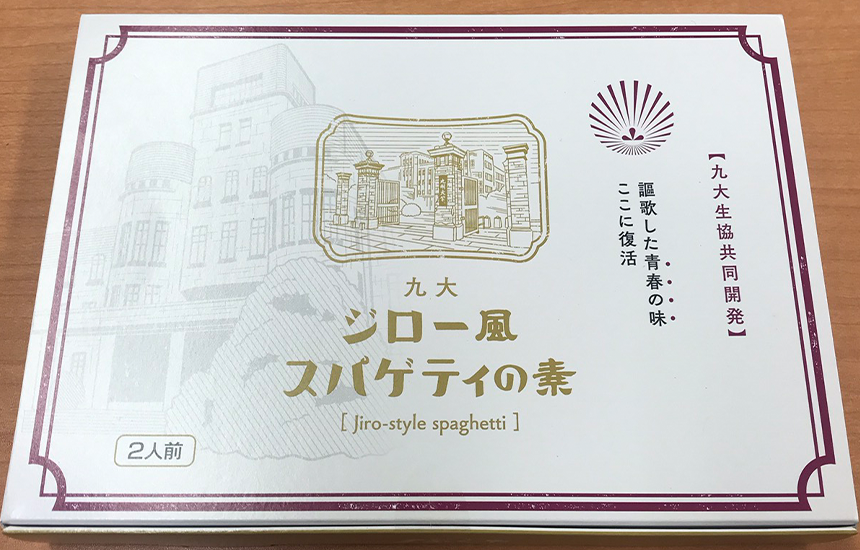 【九大生協共同開発】
謳歌した青春の味
ここに復活
九大
ジロー風
スパゲティの素
[ Jiro-style spaghetti ]
2人前